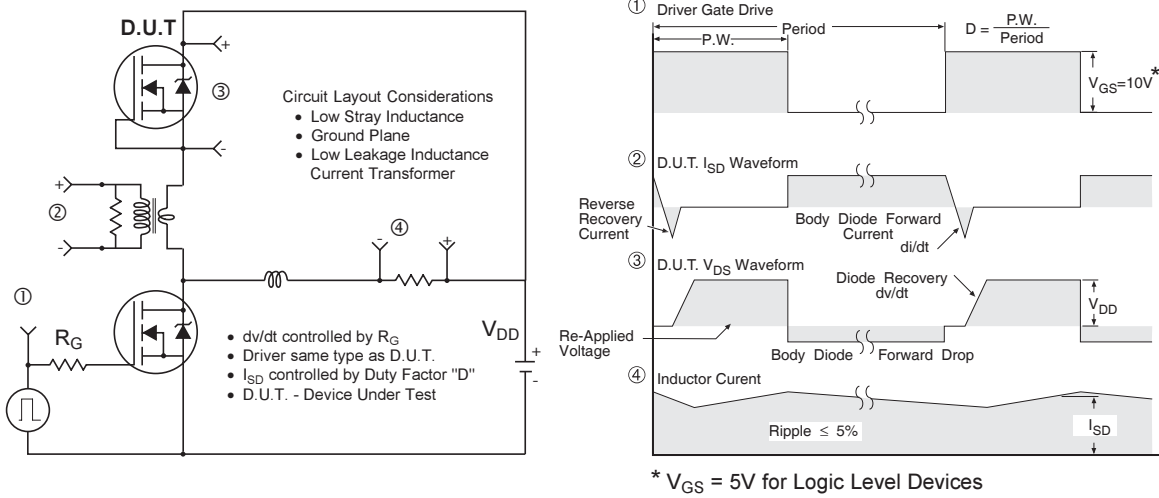 D.U.T
+
-
③
Circuit Layout Considerations
• Low Stray Inductance
• Ground Plane
• Low Leakage Inductance
Current Transformer
+
②
-
④
-
+
①
R_G
V_DD
+
-
• dv/dt controlled by R_G
• Driver same type as D.U.T.
• I_SD controlled by Duty Factor "D"
• D.U.T. - Device Under Test
① Driver Gate Drive
P.W.
Period
D = P.W. / Period
V_GS=10V*
② D.U.T. I_SD Waveform
Reverse
Recovery
Current
Body Diode Forward
Current
di/dt
③ D.U.T. V_DS Waveform
Diode Recovery
dv/dt
V_DD
Re-Applied
Voltage
Body Diode Forward Drop
④ Inductor Curent
Ripple ≤ 5%
I_SD
* V_GS = 5V for Logic Level Devices